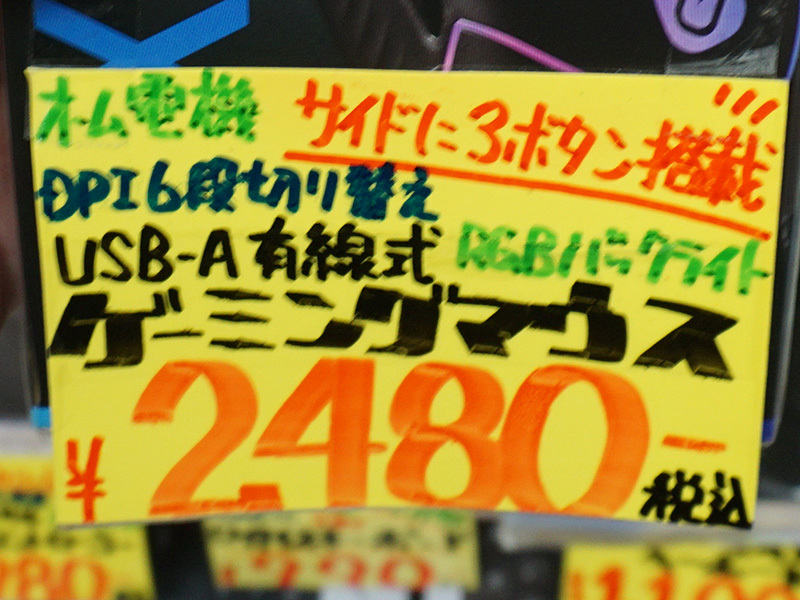 オーム電機 サイドに3ボタン搭載
DPI6段切り替え
USB-A有線式 RGBバックライト
ゲーミングマウス
¥2480-
税込